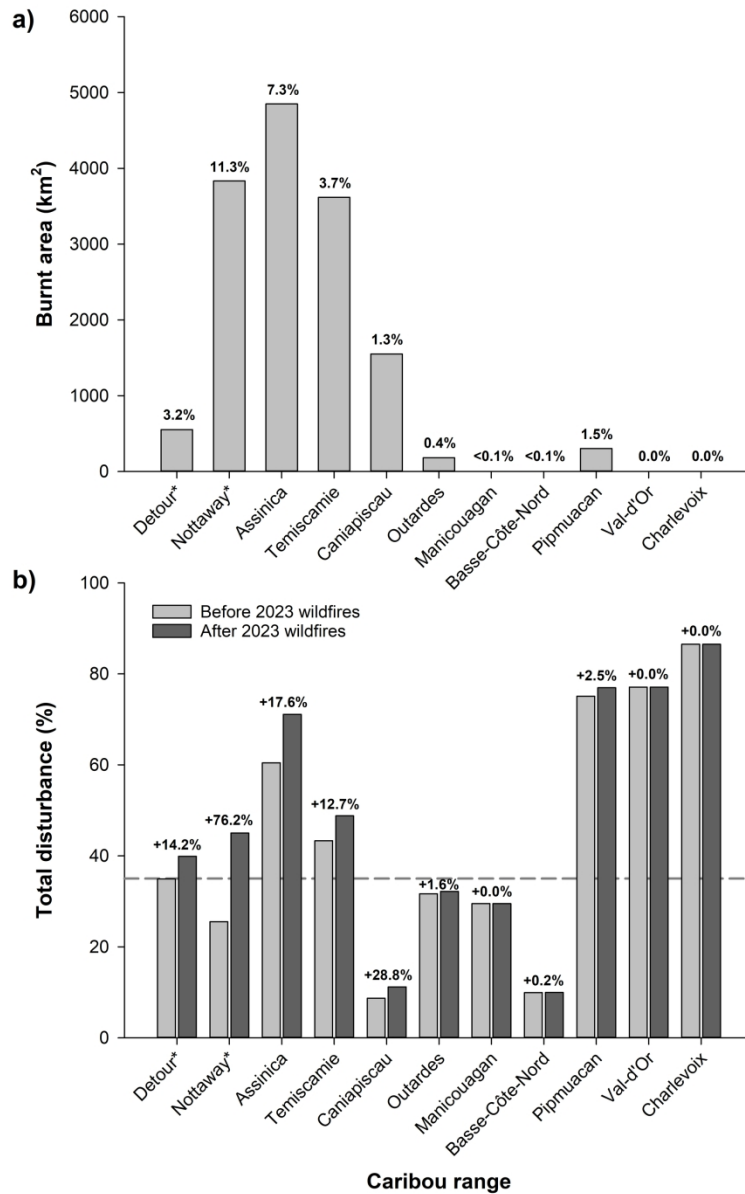 a)
6000
5000
4000
3000
2000
1000
0
Burnt area (km²)
3.2%
11.3%
7.3%
3.7%
1.3%
0.4%
<0.1%
<0.1%
1.5%
0.0%
0.0%
Detour*
Nottaway*
Assinica
Temiscamie
Caniapiscau
Outardes
Manicouagan
Basse-Côte-Nord
Pipmuacan
Val-d'Or
Charlevoix
b)
100
80
60
40
20
0
Total disturbance (%)
Before 2023 wildfires
After 2023 wildfires
+14.2%
+76.2%
+17.6%
+12.7%
+28.8%
+1.6%
+0.0%
+0.2%
+2.5%
+0.0%
+0.0%
Detour*
Nottaway*
Assinica
Temiscamie
Caniapiscau
Outardes
Manicouagan
Basse-Côte-Nord
Pipmuacan
Val-d'Or
Charlevoix
Caribou range